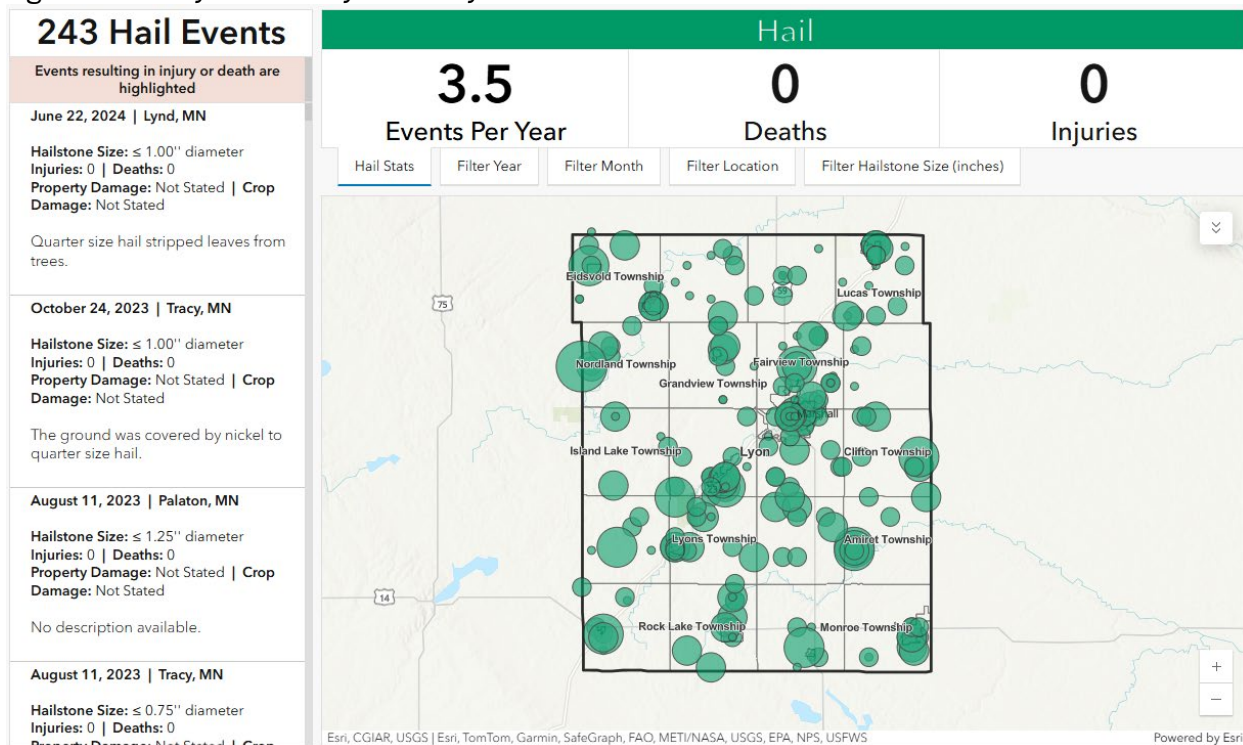 243 Hail Events
Events resulting in injury or death are
highlighted
June 22, 2024 | Lynd, MN
Hailstone Size: ≤ 1.00'' diameter
Injuries: 0 | Deaths: 0
Property Damage: Not Stated | Crop
Damage: Not Stated
Quarter size hail stripped leaves from
trees.
October 24, 2023 | Tracy, MN
Hailstone Size: ≤ 1.00'' diameter
Injuries: 0 | Deaths: 0
Property Damage: Not Stated | Crop
Damage: Not Stated
The ground was covered by nickel to
quarter size hail.
August 11, 2023 | Palaton, MN
Hailstone Size: ≤ 1.25'' diameter
Injuries: 0 | Deaths: 0
Property Damage: Not Stated | Crop
Damage: Not Stated
No description available.
August 11, 2023 | Tracy, MN
Hailstone Size: ≤ 0.75'' diameter
Injuries: 0 | Deaths: 0
Property Damage: Not Stated | Crop
Hail
3.5
Events Per Year
0
Deaths
0
Injuries
Hail Stats
Filter Year
Filter Month
Filter Location
Filter Hailstone Size (inches)
Eidsvold Township
59
Lucas Township
75
Nordland Township
Fairview Township
Grandview Township
Marshall
Island Lake Township
Lyon
Clifton Township
23
Lyons Township
Amiret Township
14
Rock Lake Township
Monroe Township
+
−
Esri, CGIAR, USGS | Esri, TomTom, Garmin, SafeGraph, FAO, METI/NASA, USGS, EPA, NPS, USFWS
Powered by Esri